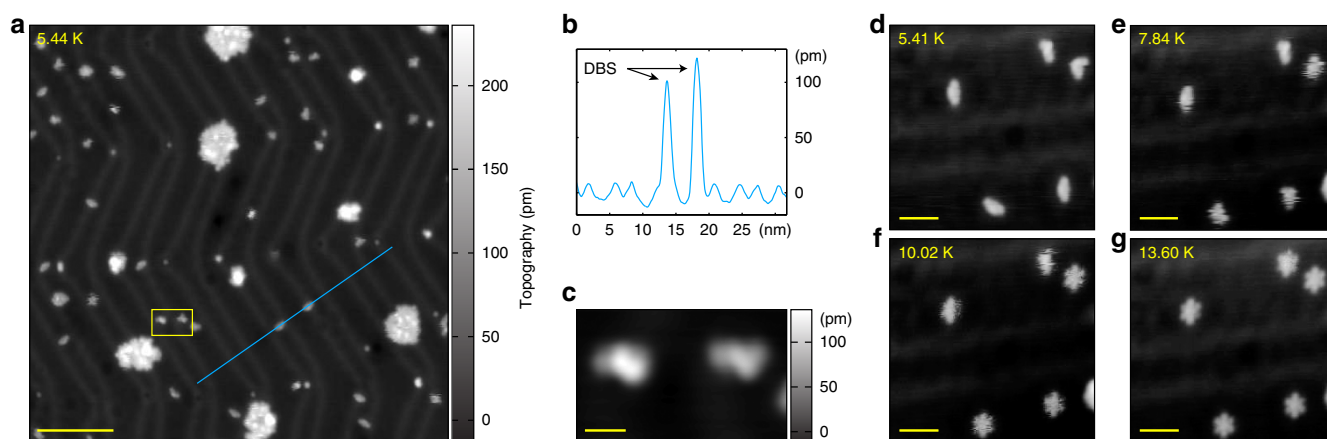 a
5.44 K
200
150
100
50
0
Topography (pm)
b
(pm)
DBS
100
50
0
0 5 10 15 20 25 (nm)
c
(pm)
100
50
0
d
5.41 K
e
7.84 K
f
10.02 K
g
13.60 K